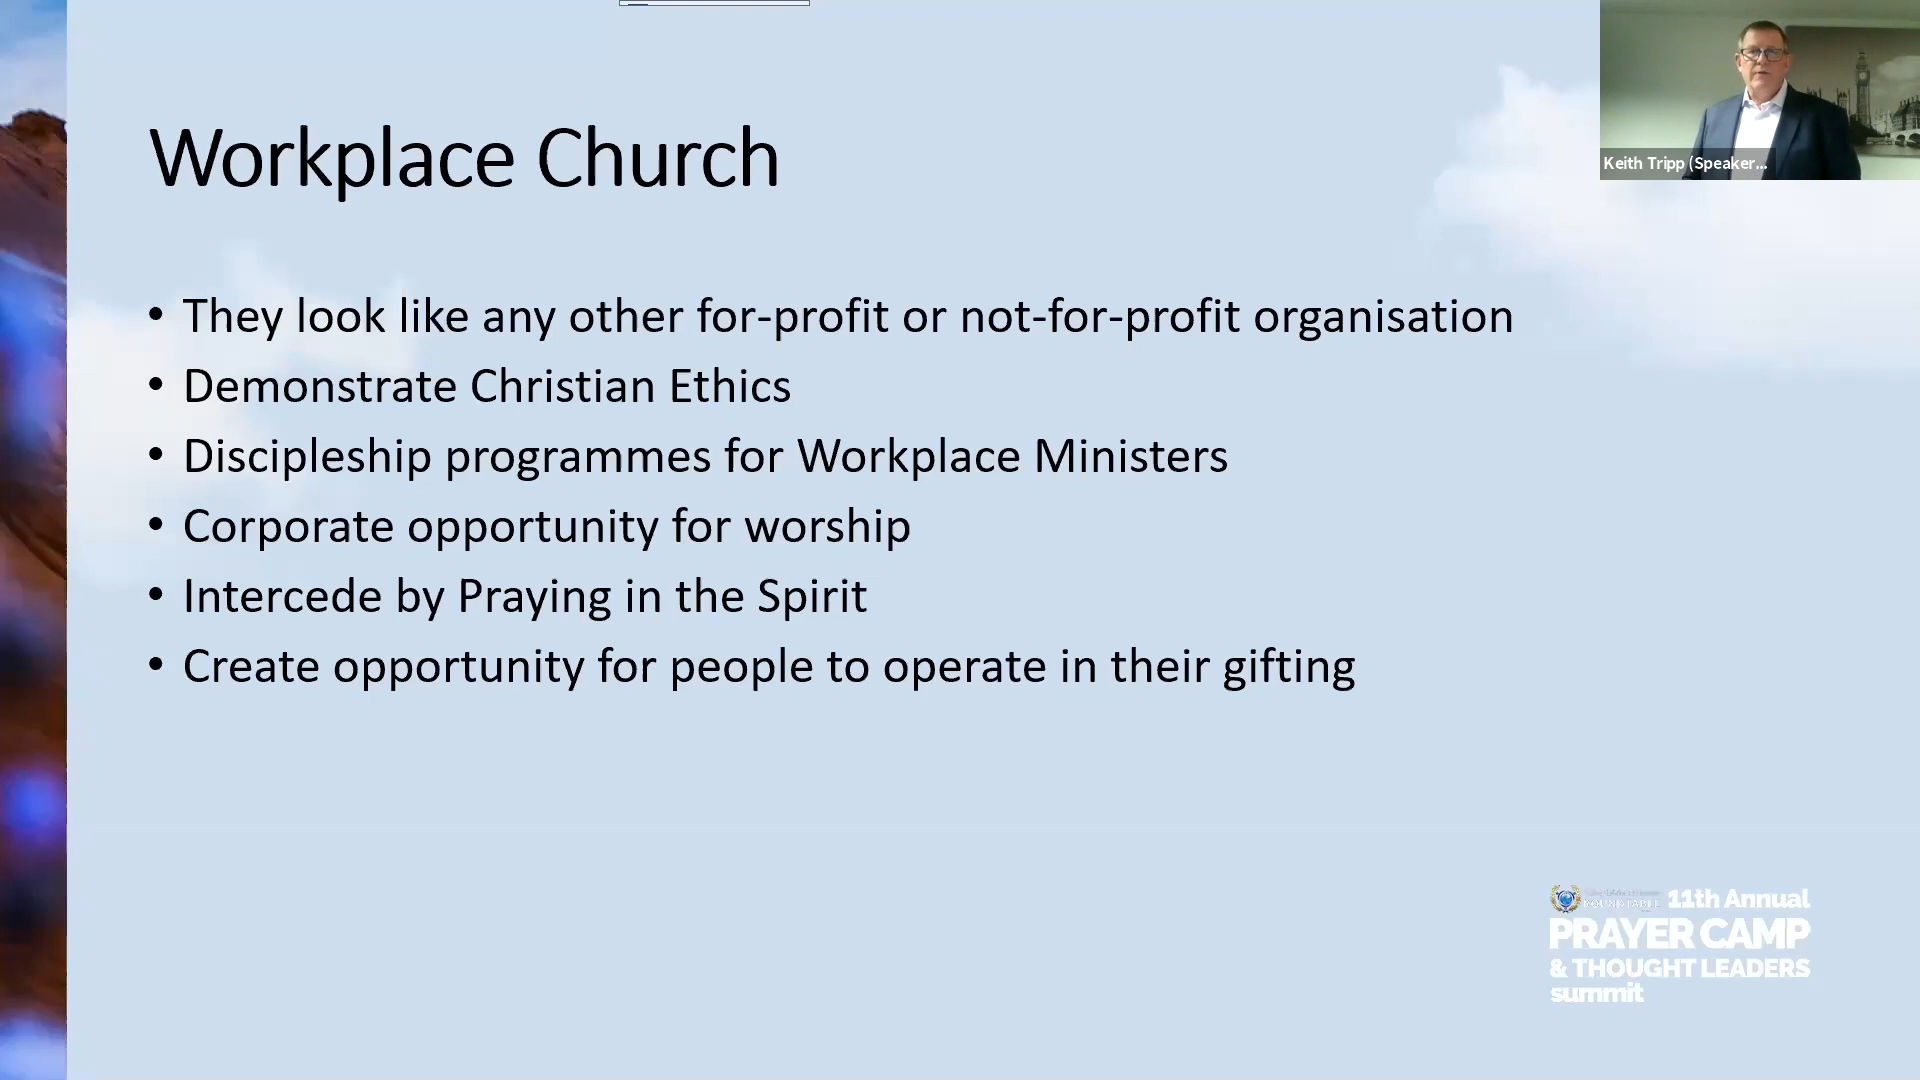 Workplace Church
Keith Tripp (Speaker...
• They look like any other for-profit or not-for-profit organisation
• Demonstrate Christian Ethics
• Discipleship programmes for Workplace Ministers
• Corporate opportunity for worship
• Intercede by Praying in the Spirit
• Create opportunity for people to operate in their gifting
ROUNDTABLE 11th Annual
PRAYER CAMP
& THOUGHT LEADERS
summit